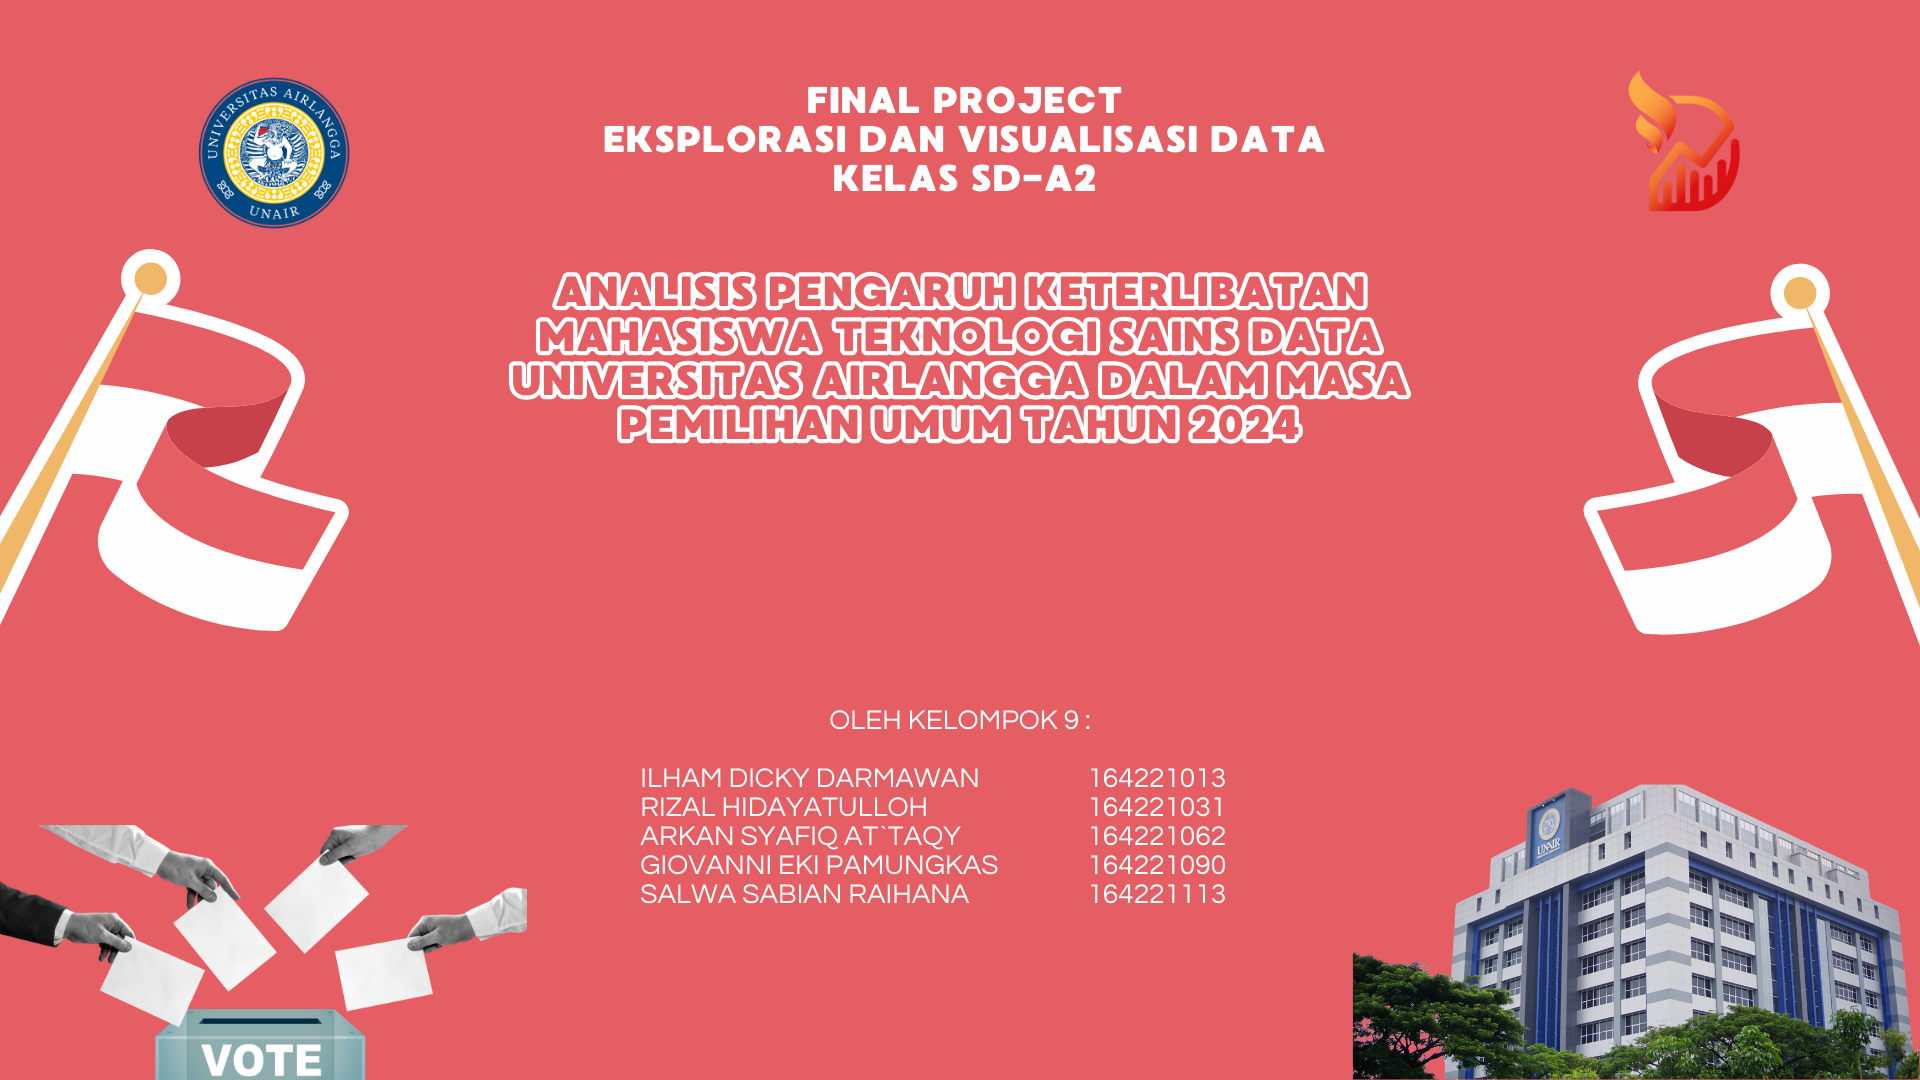 UNIVERSITAS AIRLANGGA
UNAIR
FINAL PROJECT
EKSPLORASI DAN VISUALISASI DATA
KELAS SD-A2
ANALISIS PENGARUH KETERLIBATAN
MAHASISWA TEKNOLOGI SAINS DATA
UNIVERSITAS AIRLANGGA DALAM MASA
PEMILIHAN UMUM TAHUN 2024
OLEH KELOMPOK 9 :
ILHAM DICKY DARMAWAN 164221013
RIZAL HIDAYATULLOH 164221031
ARKAN SYAFIQ AT`TAQY 164221062
GIOVANNI EKI PAMUNGKAS 164221090
SALWA SABIAN RAIHANA 164221113
VOTE
UNAIR